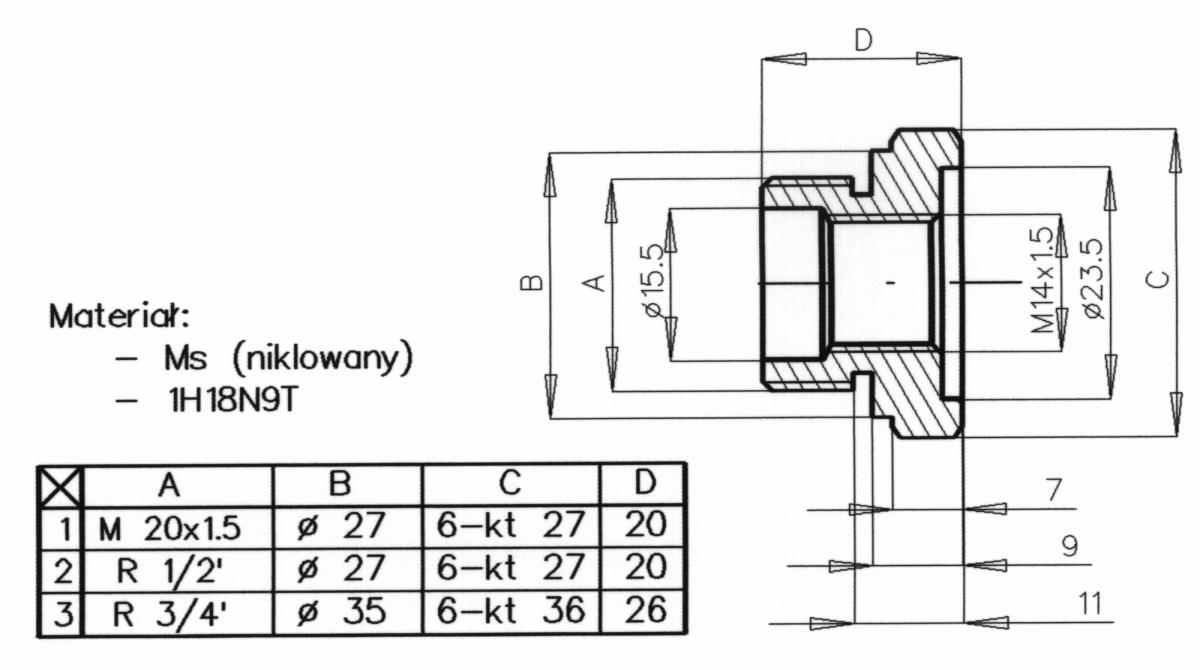 D
B
A
ø15.5
M14x1.5
ø23.5
C
Materiał:
– Ms (niklowany)
– 1H18N9T
7
9
11
A B C D
1 M 20x1.5 ø 27 6-kt 27 20
2 R 1/2' ø 27 6-kt 27 20
3 R 3/4' ø 35 6-kt 36 26